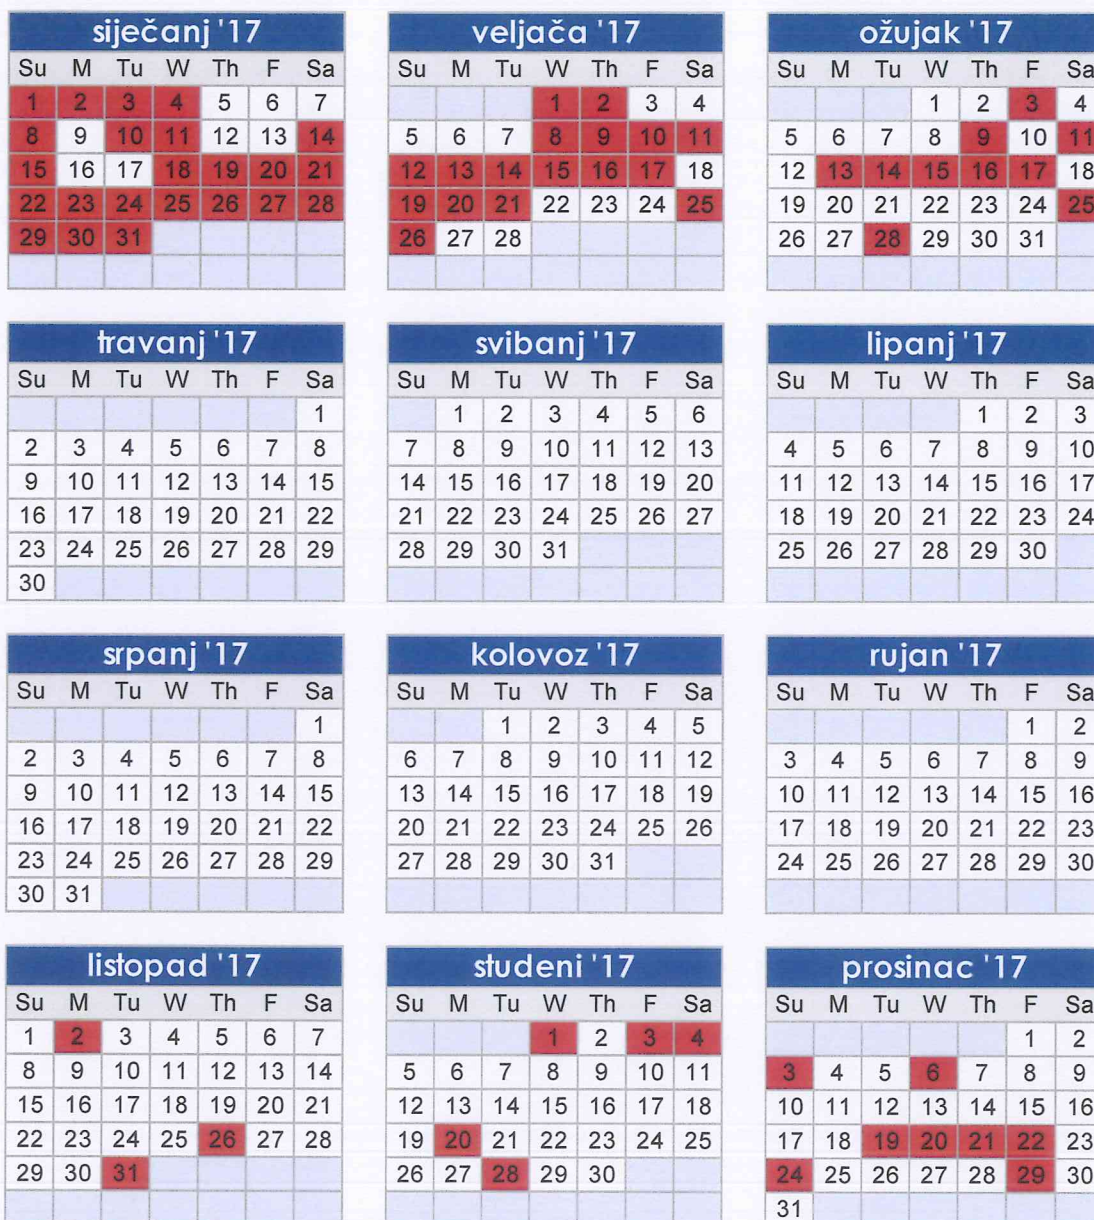 siječanj '17 veljača '17 ožujak '17
Su M Tu W Th F Sa Su M Tu W Th F Sa Su M Tu W Th F Sa
1 2 3 4 5 6 7 1 2 3 4 1 2 3 4
8 9 10 11 12 13 14 5 6 7 8 9 10 11 5 6 7 8 9 10 11
15 16 17 18 19 20 21 12 13 14 15 16 17 18 12 13 14 15 16 17 18
22 23 24 25 26 27 28 19 20 21 22 23 24 25 19 20 21 22 23 24 25
29 30 31 26 27 28 26 27 28 29 30 31
travanj '17 svibanj '17 lipanj '17
Su M Tu W Th F Sa Su M Tu W Th F Sa Su M Tu W Th F Sa
1 1 2 3 4 5 6 1 2 3
2 3 4 5 6 7 8 7 8 9 10 11 12 13 4 5 6 7 8 9 10
9 10 11 12 13 14 15 14 15 16 17 18 19 20 11 12 13 14 15 16 17
16 17 18 19 20 21 22 21 22 23 24 25 26 27 18 19 20 21 22 23 24
23 24 25 26 27 28 29 28 29 30 31 25 26 27 28 29 30
30
srpanj '17 kolovoz '17 rujan '17
Su M Tu W Th F Sa Su M Tu W Th F Sa Su M Tu W Th F Sa
1 1 2 3 4 5 1 2
2 3 4 5 6 7 8 6 7 8 9 10 11 12 3 4 5 6 7 8 9
9 10 11 12 13 14 15 13 14 15 16 17 18 19 10 11 12 13 14 15 16
16 17 18 19 20 21 22 20 21 22 23 24 25 26 17 18 19 20 21 22 23
23 24 25 26 27 28 29 27 28 29 30 31 24 25 26 27 28 29 30
30 31
listopad '17 studeni '17 prosinac '17
Su M Tu W Th F Sa Su M Tu W Th F Sa Su M Tu W Th F Sa
1 2 3 4 5 6 7 1 2 3 4 1 2
8 9 10 11 12 13 14 5 6 7 8 9 10 11 3 4 5 6 7 8 9
15 16 17 18 19 20 21 12 13 14 15 16 17 18 10 11 12 13 14 15 16
22 23 24 25 26 27 28 19 20 21 22 23 24 25 17 18 19 20 21 22 23
29 30 31 26 27 28 29 30 24 25 26 27 28 29 30
31